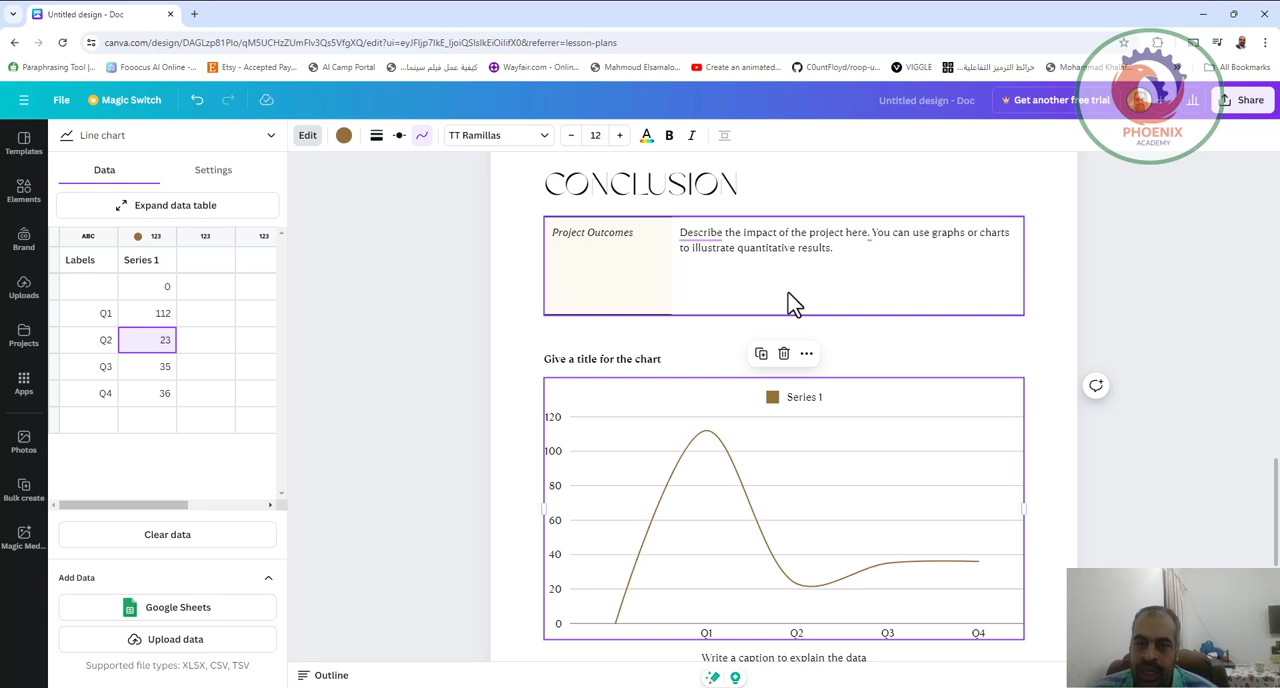 Untitled design - Doc
canva.com/design/DAGLzp81PIo/qM5UCHzZUmFlv3Qs5VfgXQ/edit?ui=
&referrer=lesson-plans
Paraphrasing Tool |...
Fooocus AI Online -...
Etsy - Accepted Pay...
AI Camp Portal
كيفية عمل فيلم سينما...
Wayfair.com - Onlin...
Mahmoud Elsamalo...
Create an animated...
C0untFloyd/roop-u...
VIGGLE
خرائط الترميز التفاعلية...
Mohammad Khala
All Bookmarks
File
Magic Switch
Untitled design - Doc
Get another free trial
Share
PHOENIX
ACADEMY
Templates
Elements
Brand
Uploads
Projects
Apps
Photos
Bulk create
Magic Med...
Line chart
Data
Settings
Expand data table
ABC 123 123 123
Labels Series 1
0
Q1 112
Q2 23
Q3 35
Q4 36
Clear data
Add Data
Google Sheets
Upload data
Supported file types: XLSX, CSV, TSV
Edit
TT Ramillas
– 12 +
A B I
CONCLUSION
Project Outcomes
Describe the impact of the project here. You can use graphs or charts
to illustrate quantitative results.
Give a title for the chart
Series 1
120
100
80
60
40
20
0
Q1 Q2 Q3 Q4
Write a caption to explain the data
Outline